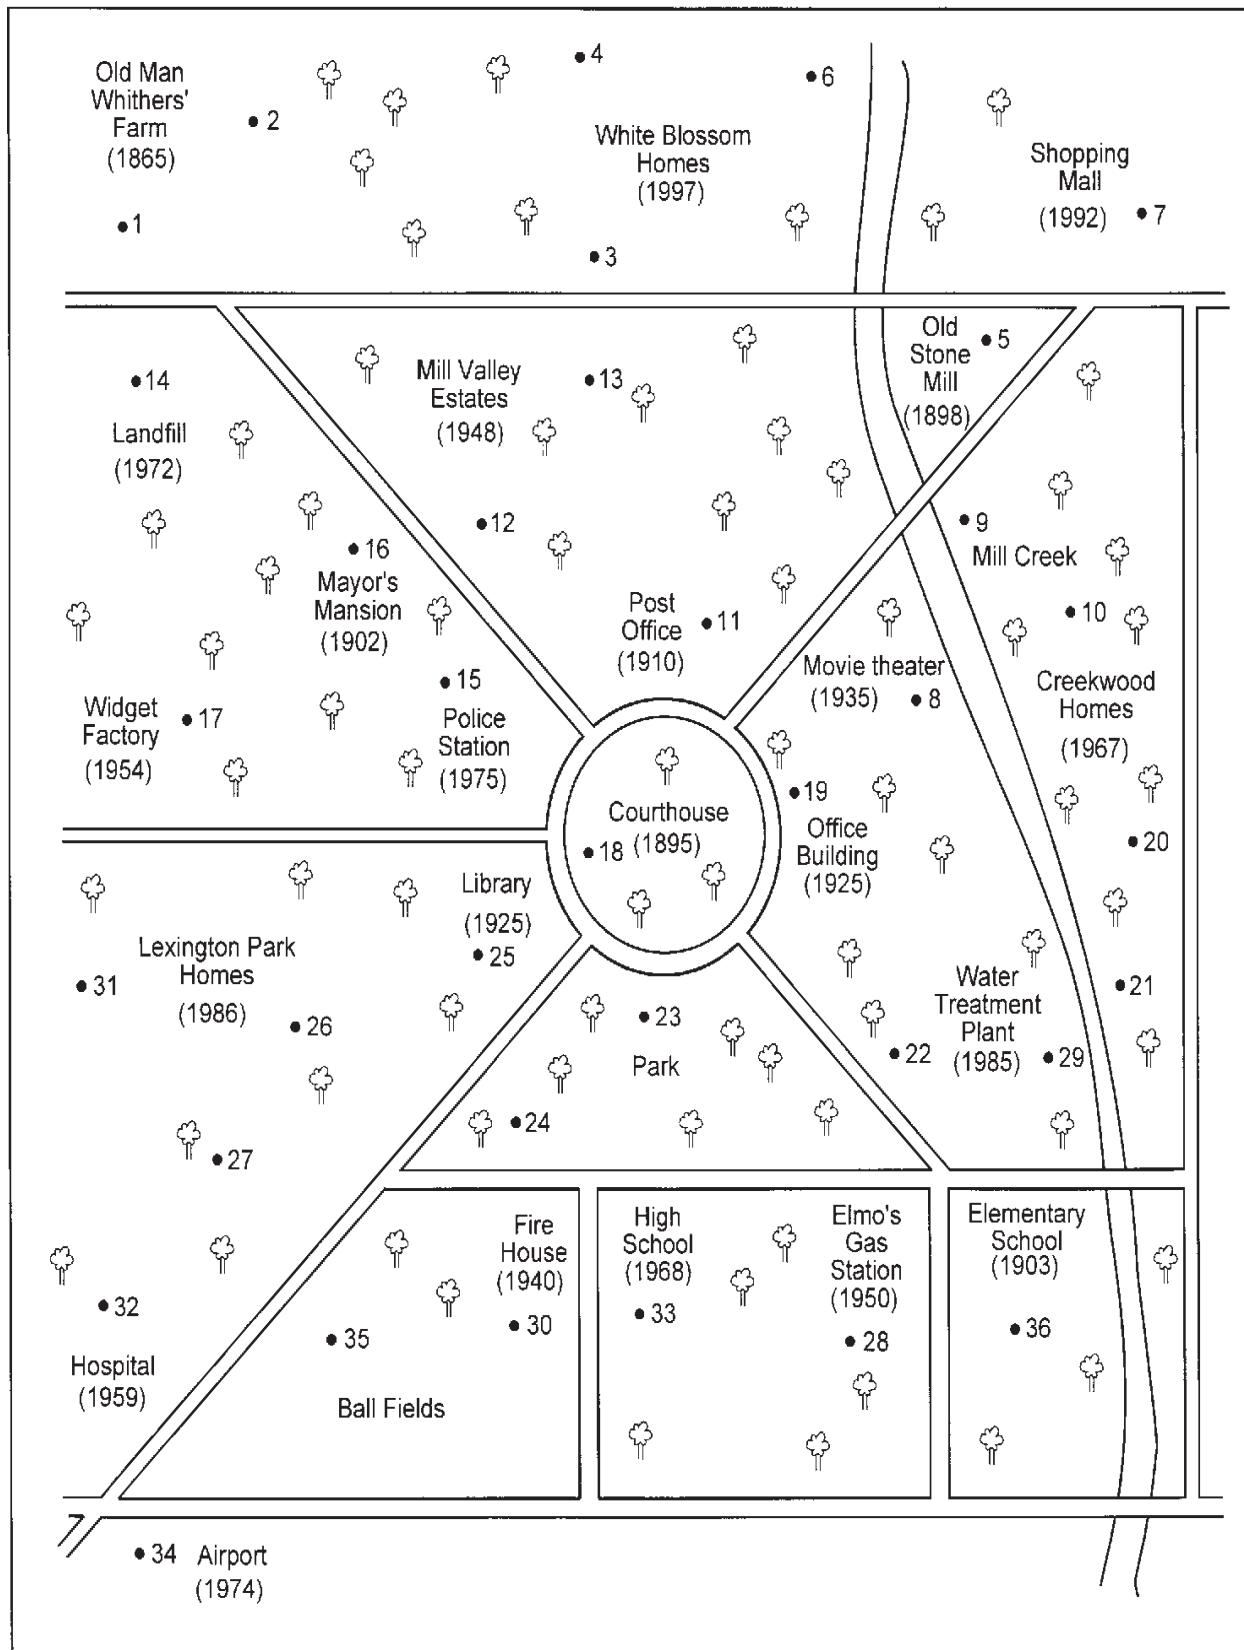 4
6
Old Man
Whithers'
Farm
(1865)
2
White Blossom
Homes
(1997)
Shopping
Mall
(1992)
7
1
3
Old
Stone
Mill
(1898)
5
14
Mill Valley
Estates
(1948)
13
Landfill
(1972)
12
9
Mill Creek
16
Mayor's
Mansion
(1902)
Post
Office
(1910)
11
10
Movie theater
(1935)
8
Creekwood
Homes
(1967)
15
Police
Station
(1975)
Widget
Factory
(1954)
17
19
Office
Building
(1925)
Courthouse
(1895)
18
20
Library
(1925)
25
Lexington Park
Homes
(1986)
31
26
23
Park
Water
Treatment
Plant
(1985)
21
22
29
24
27
Fire
House
(1940)
30
High
School
(1968)
33
Elmo's
Gas
Station
(1950)
28
Elementary
School
(1903)
36
32
Hospital
(1959)
35
Ball Fields
34 Airport
(1974)